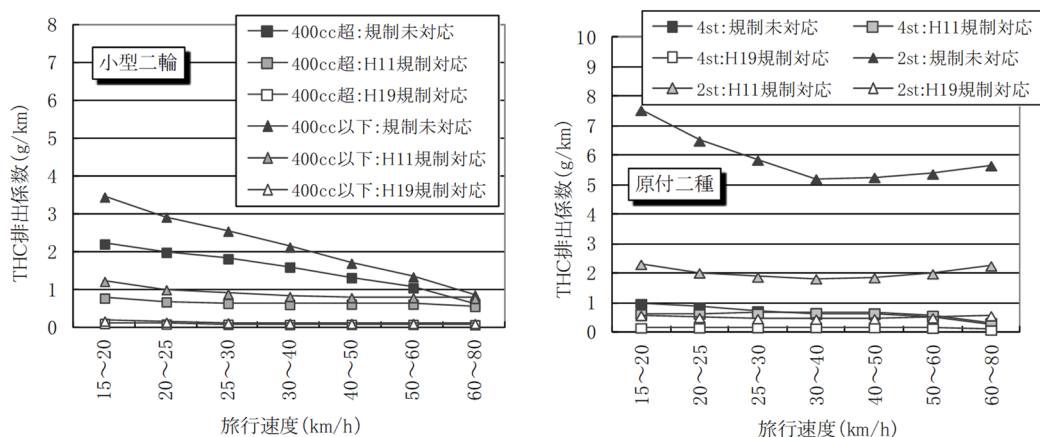 8
7
6
5
4
3
2
1
0
THC排出係数(g/km)
小型二輪
400cc超:規制未対応
400cc超:H11規制対応
400cc超:H19規制対応
400cc以下:規制未対応
400cc以下:H11規制対応
400cc以下:H19規制対応
15～20
20～25
25～30
30～40
40～50
50～60
60～80
旅行速度(km/h)
10
9
8
7
6
5
4
3
2
1
0
THC排出係数(g/km)
4st:規制未対応
4st:H11規制対応
4st:H19規制対応
2st:規制未対応
2st:H11規制対応
2st:H19規制対応
原付二種
15～20
20～25
25～30
30～40
40～50
50～60
60～80
旅行速度(km/h)